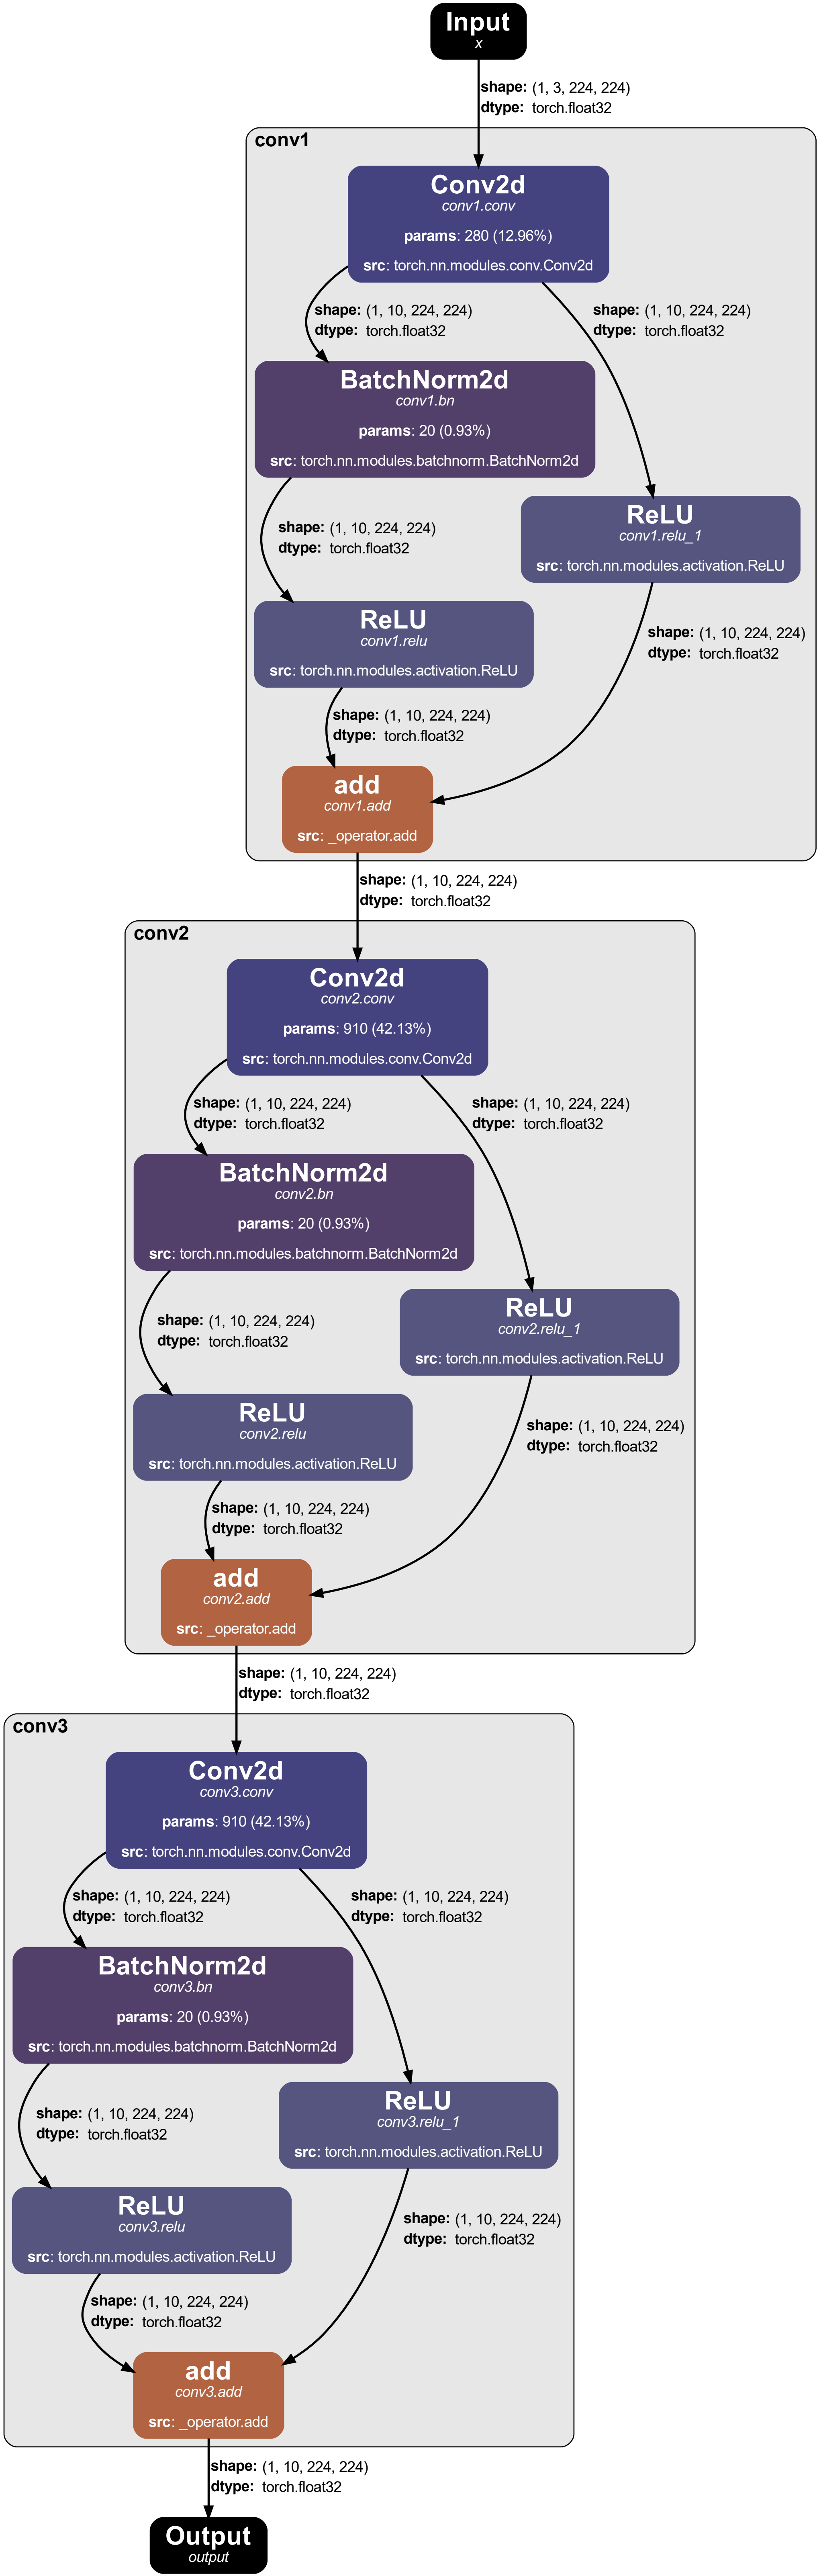 Input
x
shape: (1, 3, 224, 224)
dtype: torch.float32
conv1
Conv2d
conv1.conv
params: 280 (12.96%)
src: torch.nn.modules.conv.Conv2d
shape: (1, 10, 224, 224)
dtype: torch.float32
shape: (1, 10, 224, 224)
dtype: torch.float32
BatchNorm2d
conv1.bn
params: 20 (0.93%)
src: torch.nn.modules.batchnorm.BatchNorm2d
shape: (1, 10, 224, 224)
dtype: torch.float32
ReLU
conv1.relu_1
src: torch.nn.modules.activation.ReLU
ReLU
conv1.relu
src: torch.nn.modules.activation.ReLU
shape: (1, 10, 224, 224)
dtype: torch.float32
shape: (1, 10, 224, 224)
dtype: torch.float32
add
conv1.add
src: _operator.add
shape: (1, 10, 224, 224)
dtype: torch.float32
conv2
Conv2d
conv2.conv
params: 910 (42.13%)
src: torch.nn.modules.conv.Conv2d
shape: (1, 10, 224, 224)
dtype: torch.float32
shape: (1, 10, 224, 224)
dtype: torch.float32
BatchNorm2d
conv2.bn
params: 20 (0.93%)
src: torch.nn.modules.batchnorm.BatchNorm2d
shape: (1, 10, 224, 224)
dtype: torch.float32
ReLU
conv2.relu_1
src: torch.nn.modules.activation.ReLU
ReLU
conv2.relu
src: torch.nn.modules.activation.ReLU
shape: (1, 10, 224, 224)
dtype: torch.float32
shape: (1, 10, 224, 224)
dtype: torch.float32
add
conv2.add
src: _operator.add
shape: (1, 10, 224, 224)
dtype: torch.float32
conv3
Conv2d
conv3.conv
params: 910 (42.13%)
src: torch.nn.modules.conv.Conv2d
shape: (1, 10, 224, 224)
dtype: torch.float32
shape: (1, 10, 224, 224)
dtype: torch.float32
BatchNorm2d
conv3.bn
params: 20 (0.93%)
src: torch.nn.modules.batchnorm.BatchNorm2d
shape: (1, 10, 224, 224)
dtype: torch.float32
ReLU
conv3.relu_1
src: torch.nn.modules.activation.ReLU
ReLU
conv3.relu
src: torch.nn.modules.activation.ReLU
shape: (1, 10, 224, 224)
dtype: torch.float32
shape: (1, 10, 224, 224)
dtype: torch.float32
add
conv3.add
src: _operator.add
shape: (1, 10, 224, 224)
dtype: torch.float32
Output
output